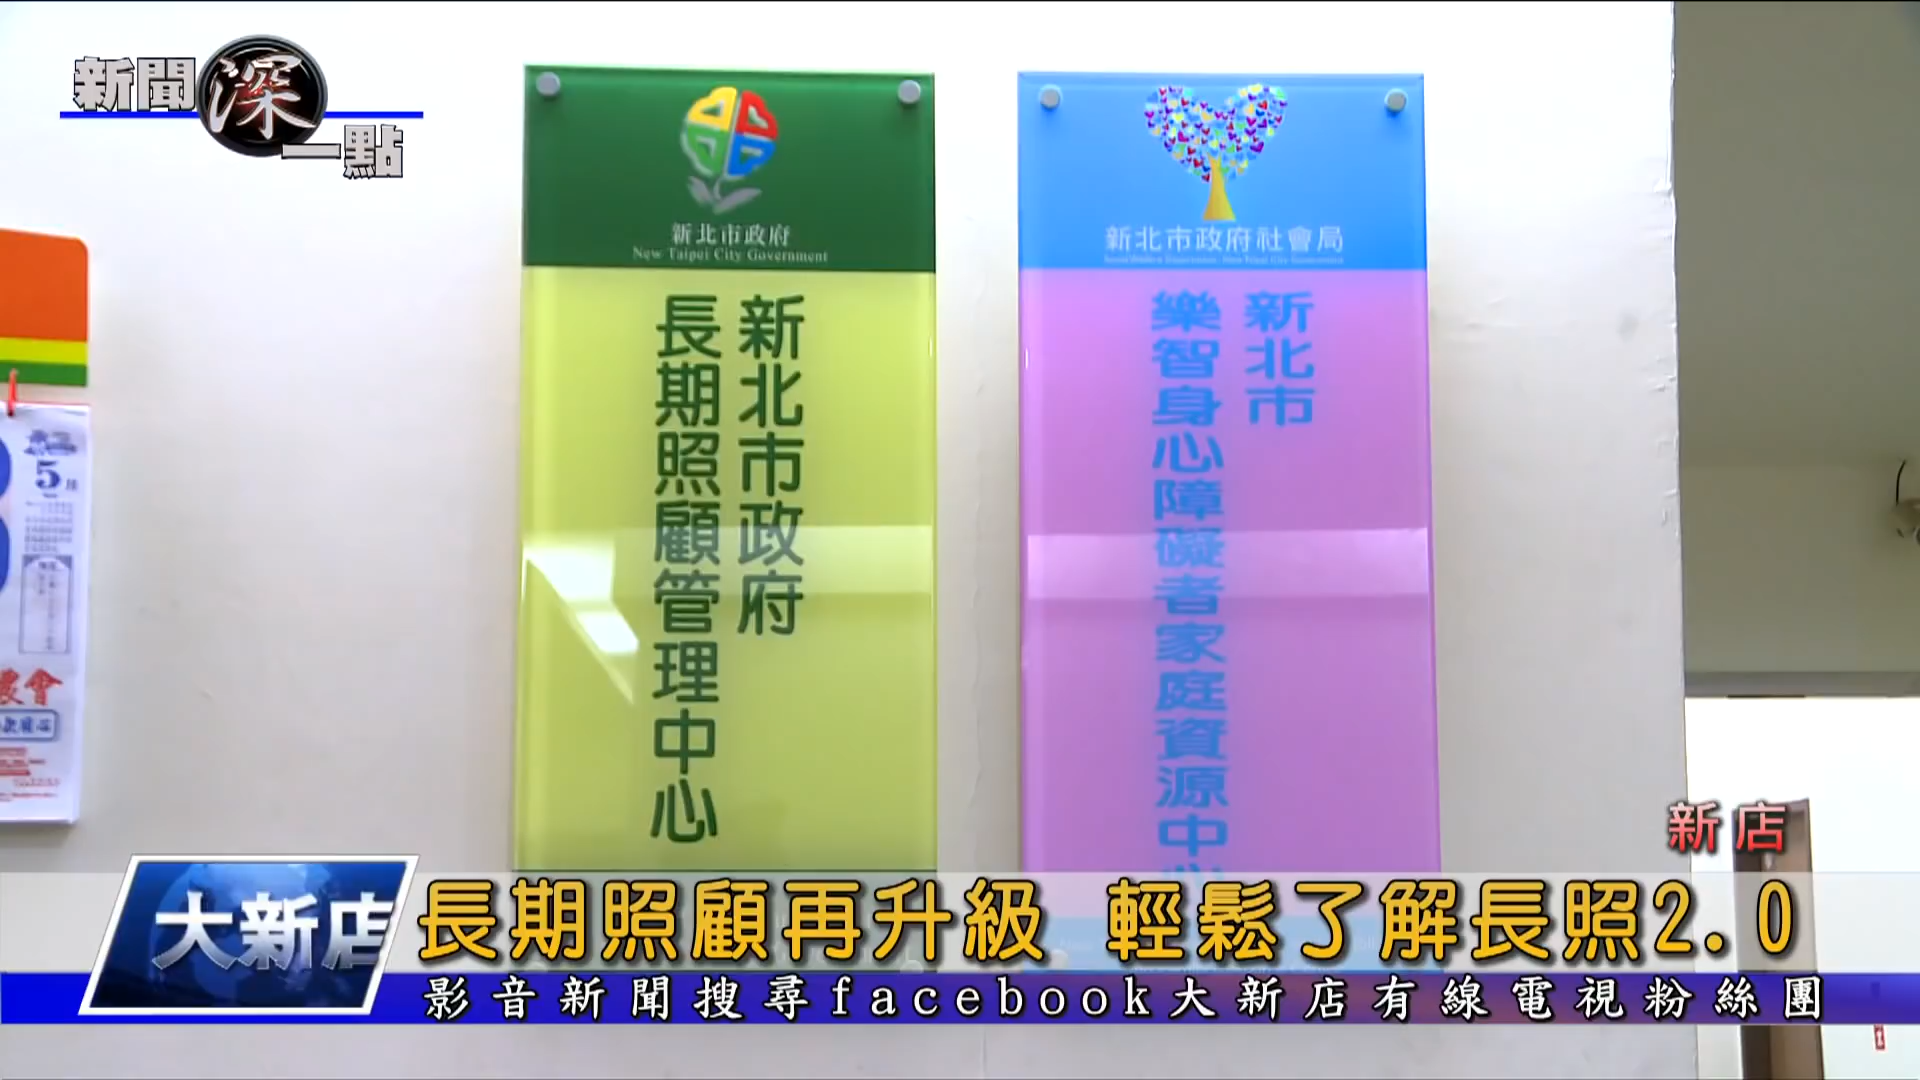 新聞深一點
新北市政府
New Taipei City Government
新北市政府
長期照顧管理中心
新北市政府社會局
新北市
樂智身心障礙者家庭資源中心
5月
農會
新店
大新店
長期照顧再升級 輕鬆了解長照2.0
影音新聞搜尋facebook大新店有線電視粉絲團